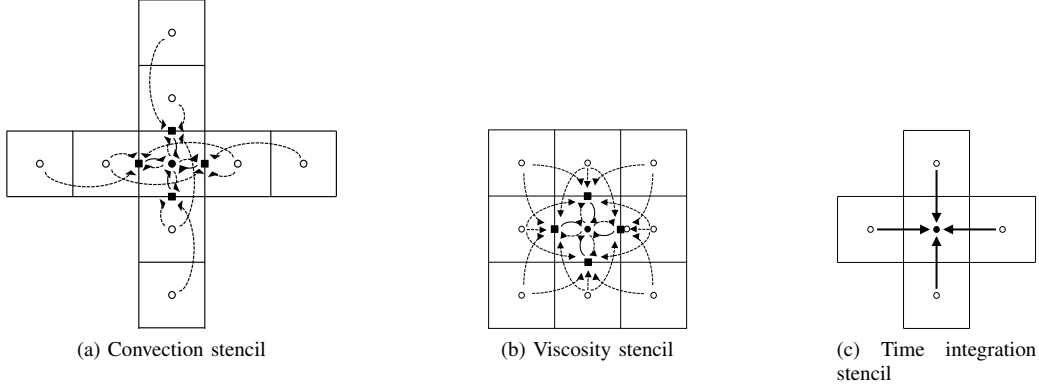 (a) Convection stencil
(b) Viscosity stencil
(c) Time integration
stencil